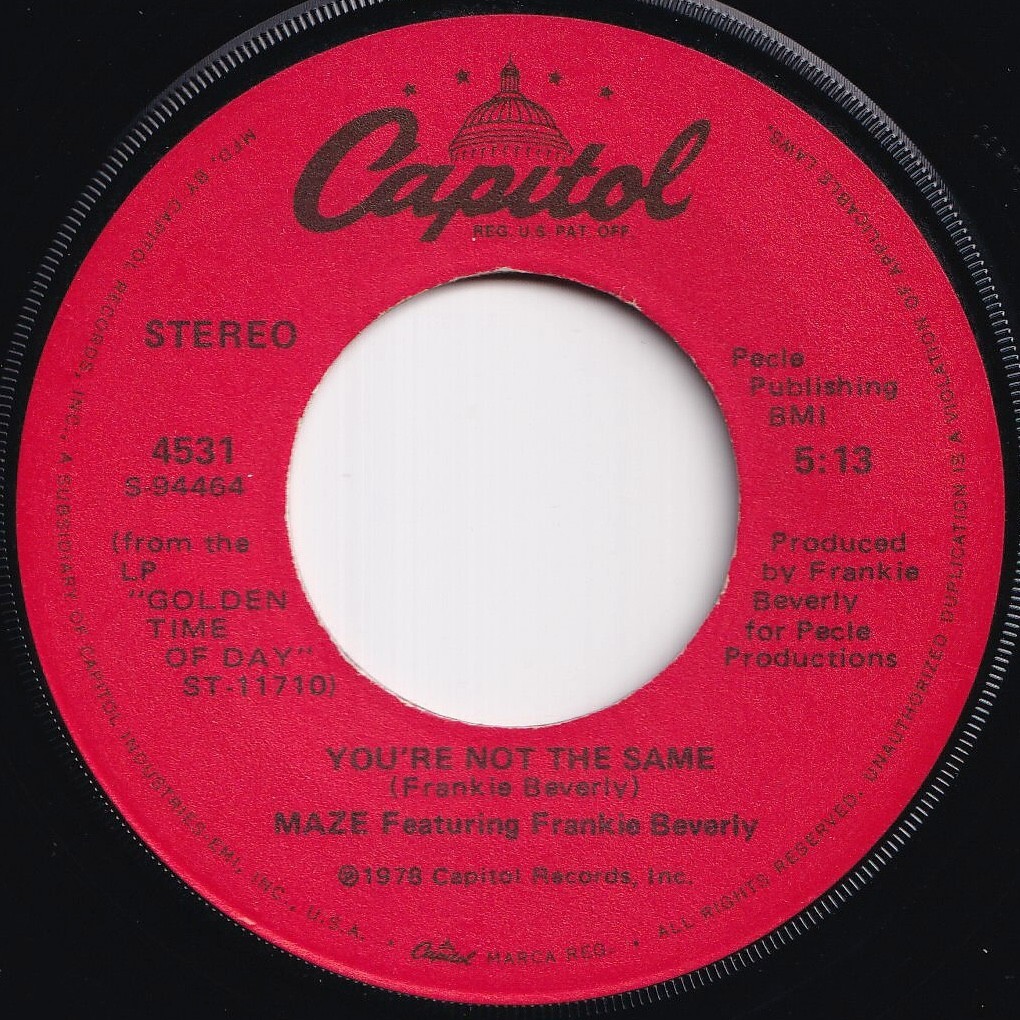 Capitol
REG. U.S. PAT. OFF.
STEREO
4531
S-94464
(from the
LP
"GOLDEN
TIME
OF DAY"
ST-11710)
Pecle
Publishing
BMI
5:13
Produced
by Frankie
Beverly
for Pecle
Productions
YOU'RE NOT THE SAME
(Frankie Beverly)
MAZE Featuring Frankie Beverly
℗1978 Capitol Records, Inc.
MFD. BY CAPITOL RECORDS, INC., A SUBSIDIARY OF CAPITOL INDUSTRIES-EMI, INC., U.S.A. • Capitol MARCA REG. • ALL RIGHTS RESERVED. UNAUTHORIZED DUPLICATION IS A VIOLATION OF APPLICABLE LAWS.